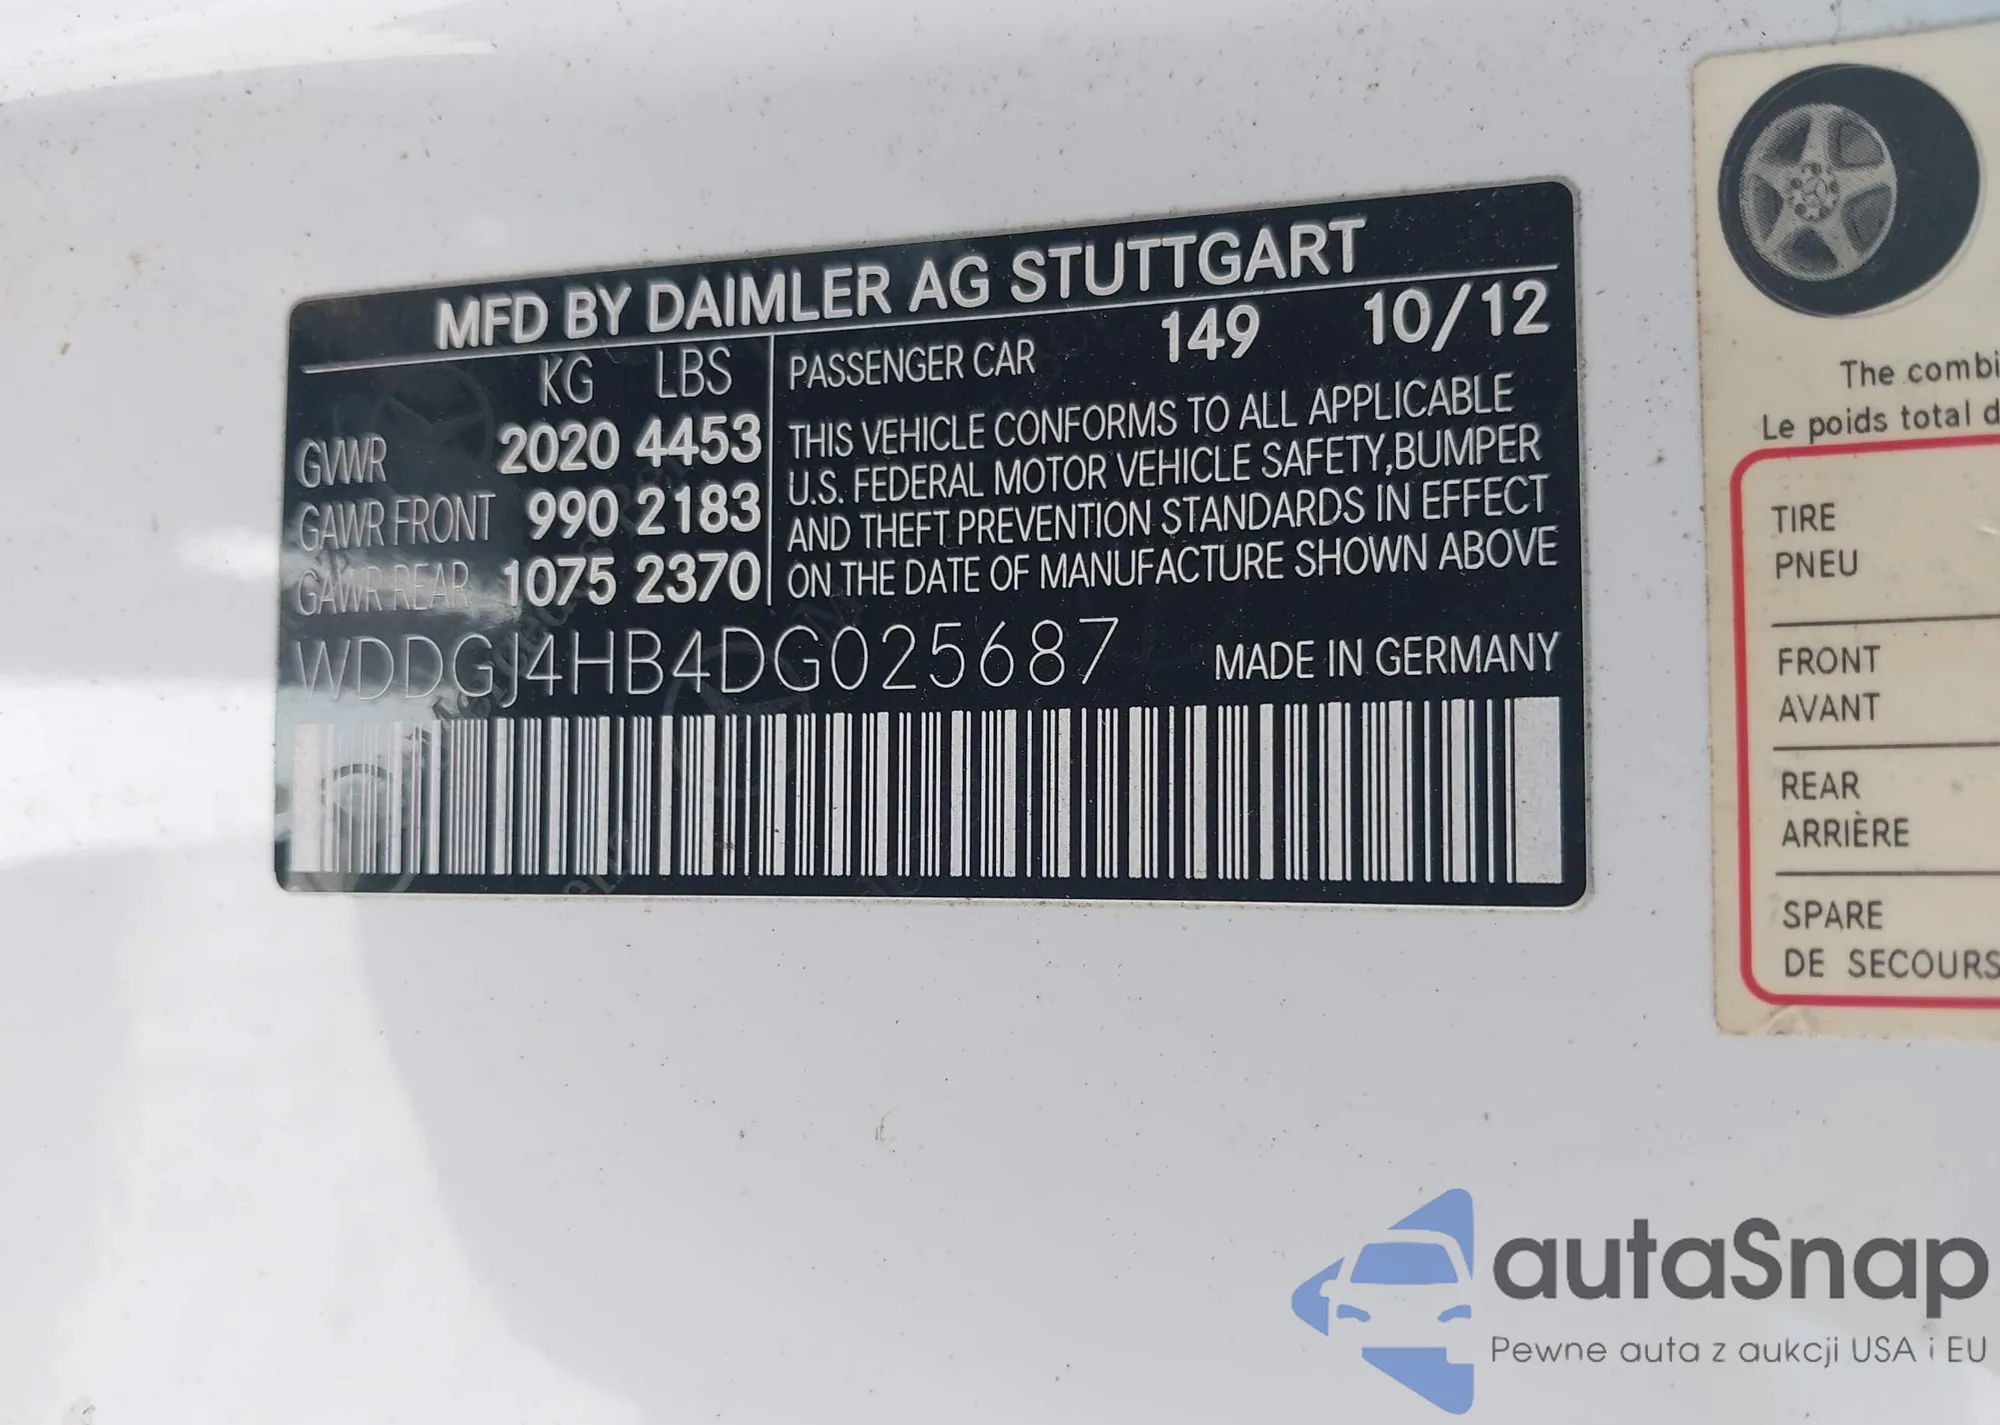 MFD BY DAIMLER AG STUTTGART
KG LBS
GVWR 2020 4453
GAWR FRONT 990 2183
GAWR REAR 1075 2370
PASSENGER CAR 149 10/12
THIS VEHICLE CONFORMS TO ALL APPLICABLE
U.S. FEDERAL MOTOR VEHICLE SAFETY,BUMPER
AND THEFT PREVENTION STANDARDS IN EFFECT
ON THE DATE OF MANUFACTURE SHOWN ABOVE
WDDGJ4HB4DG025687 MADE IN GERMANY
The combi
Le poids total d
TIRE
PNEU
FRONT
AVANT
REAR
ARRIÈRE
SPARE
DE SECOURS
autaSnap
Pewne auta z aukcji USA i EU